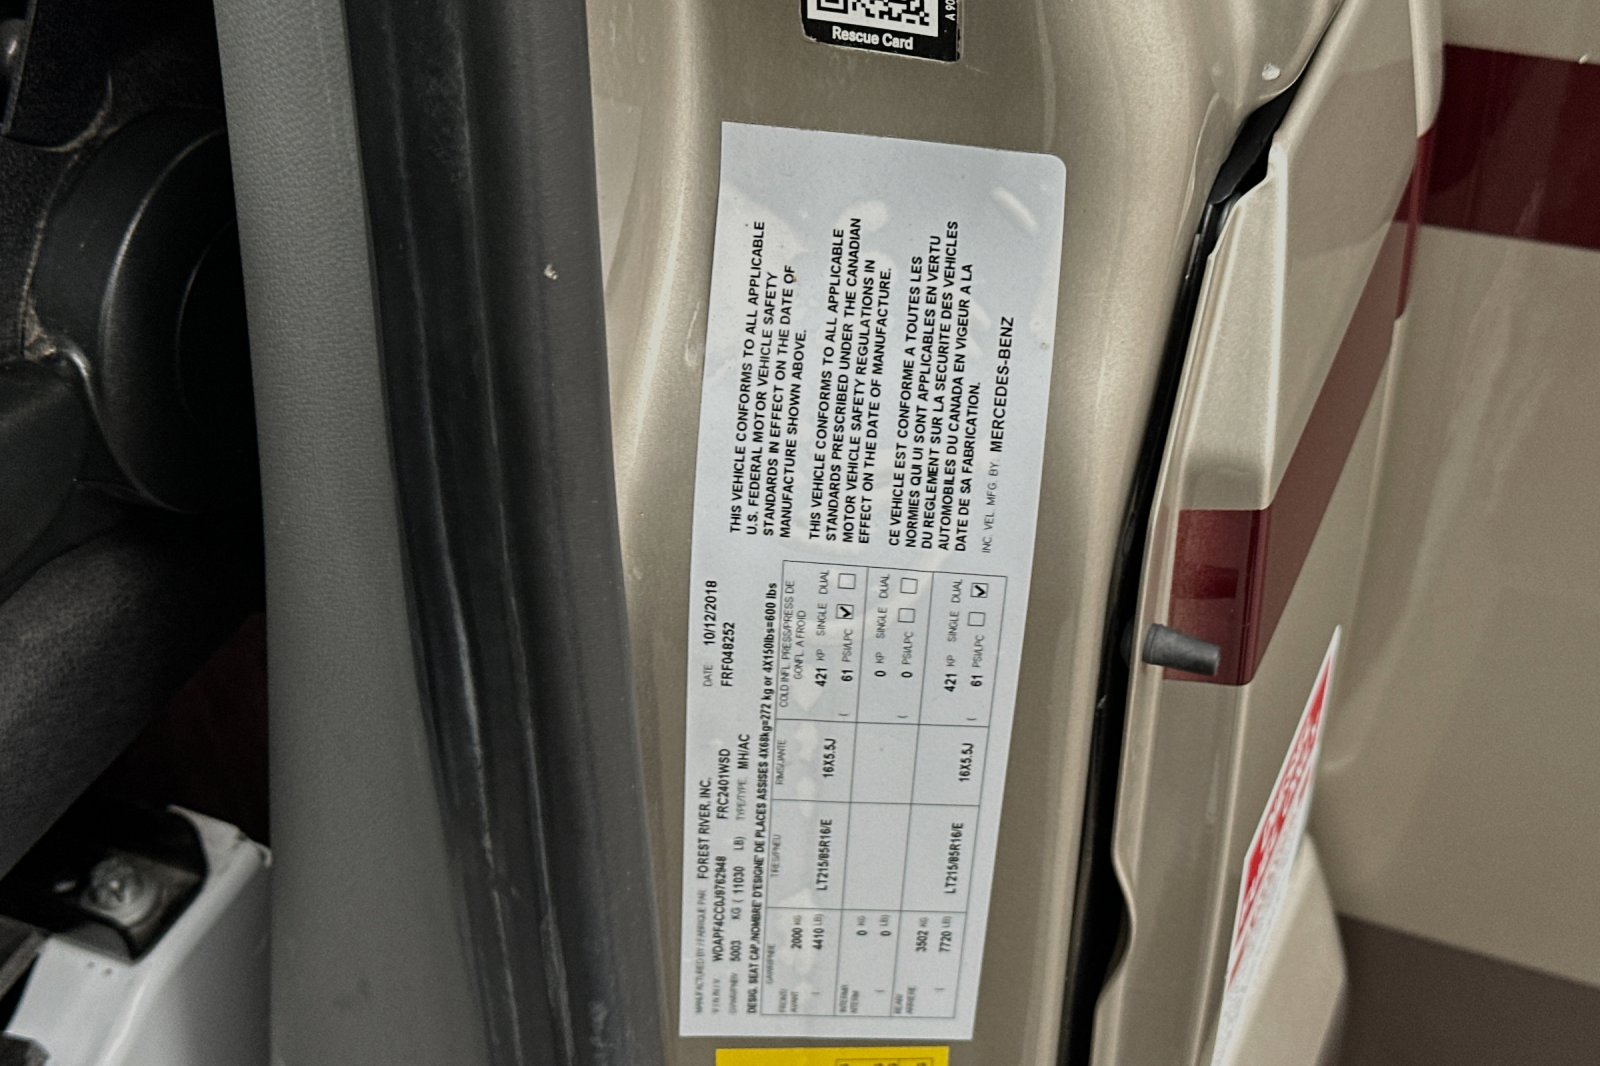 Rescue Card
MANUFACTURED BY / FABRIQUE PAR: FOREST RIVER, INC. DATE 10/12/2018
V.I.N./N.I.V. WDAPF4CC0J9762948 FRC2401WSD FRF048252
GVWR/PNBV 5003 KG ( 11030 LB) TYPE/TYPE MH/AC
DESIG. SEAT CAP./NOMBRE D'ESIGNE' DE PLACES ASSISES 4X68kg=272 kg or 4X150lbs=600 lbs
GAWR/PNBE TIRES/PNEU RIMS/JANTE COLD INFL. PRESS/PRESS DE
GONFL. A FROID
FRONT/ 2000 KG LT215/85R16/E 16X5.5J 421 KP SINGLE DUAL
AVANT ( 4410 LB) ( 61 PSI/LPC ☑ ☐
INTERMT 0 KG 0 KP SINGLE DUAL
INTERM ( 0 LB) ( 0 PSI/LPC ☐ ☐
REAR/ 3502 KG LT215/85R16/E 16X5.5J 421 KP SINGLE DUAL
ARRIERE ( 7720 LB) ( 61 PSI/LPC ☐ ☑
THIS VEHICLE CONFORMS TO ALL APPLICABLE
U.S. FEDERAL MOTOR VEHICLE SAFETY
STANDARDS IN EFFECT ON THE DATE OF
MANUFACTURE SHOWN ABOVE.
THIS VEHICLE CONFORMS TO ALL APPLICABLE
STANDARDS PRESCRIBED UNDER THE CANADIAN
MOTOR VEHICLE SAFETY REGULATIONS IN
EFFECT ON THE DATE OF MANUFACTURE.
CE VEHICLE EST CONFORME A TOUTES LES
NORMIES QUI UI SONT APPLICABLES EN VERTU
DU REGLEMENT SUR LA SECURITE DES VEHICLES
AUTOMOBILES DU CANADA EN VIGEUR A LA
DATE DE SA FABRICATION.
INC. VEL. MFG. BY: MERCEDES-BENZ